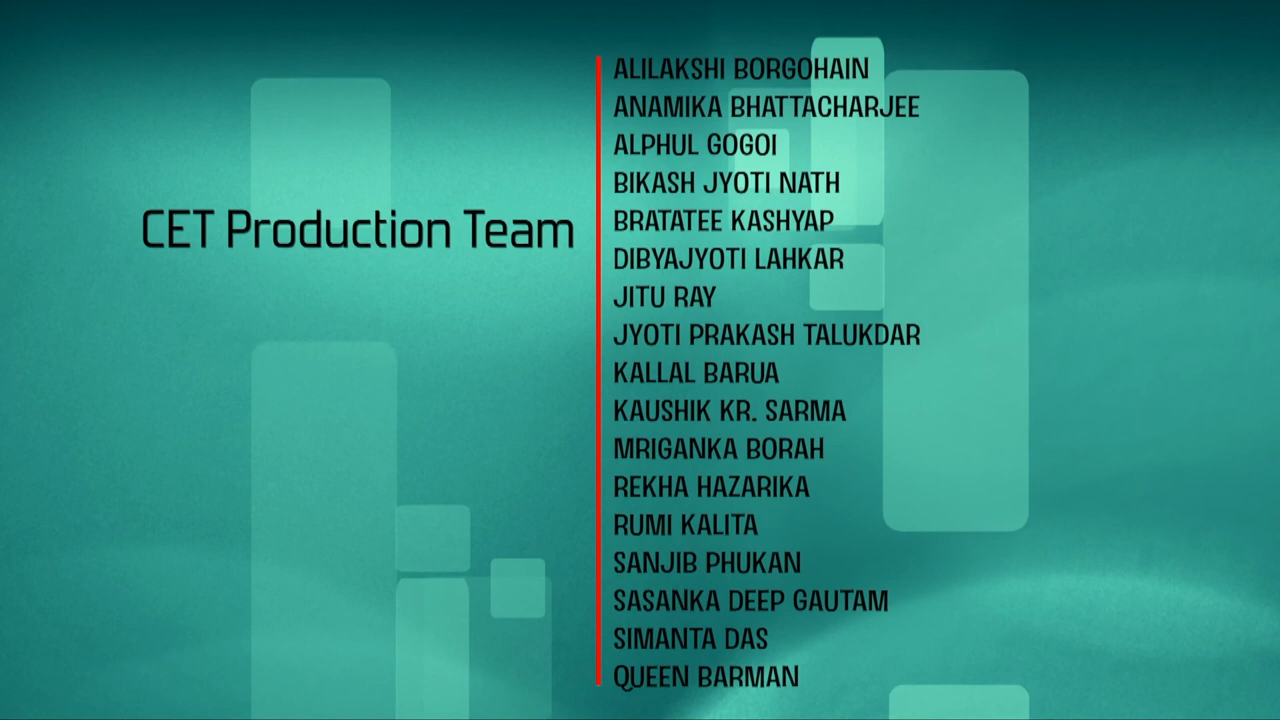 CET Production Team
ALILAKSHI BORGOHAIN
ANAMIKA BHATTACHARJEE
ALPHUL GOGOI
BIKASH JYOTI NATH
BRATATEE KASHYAP
DIBYAJYOTI LAHKAR
JITU RAY
JYOTI PRAKASH TALUKDAR
KALLAL BARUA
KAUSHIK KR. SARMA
MRIGANKA BORAH
REKHA HAZARIKA
RUMI KALITA
SANJIB PHUKAN
SASANKA DEEP GAUTAM
SIMANTA DAS
QUEEN BARMAN